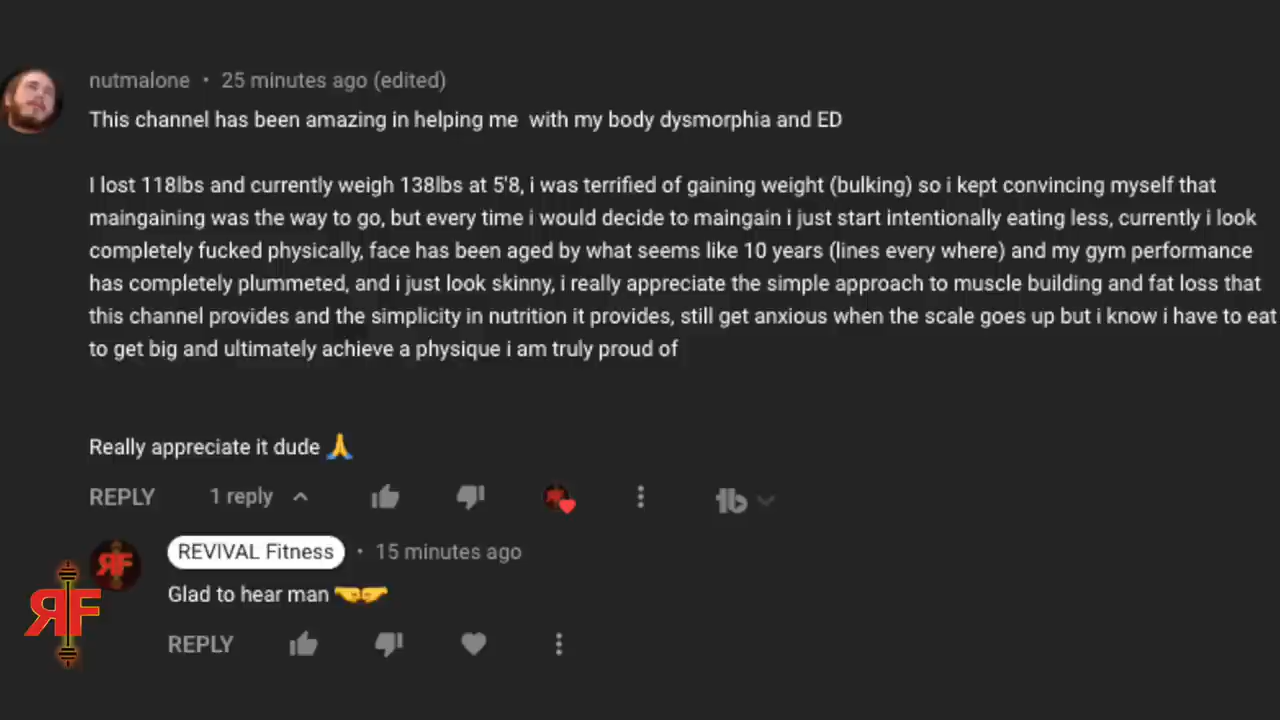 nutmalone • 25 minutes ago (edited)
This channel has been amazing in helping me with my body dysmorphia and ED
I lost 118lbs and currently weigh 138lbs at 5'8, i was terrified of gaining weight (bulking) so i kept convincing myself that
maingaining was the way to go, but every time i would decide to maingain i just start intentionally eating less, currently i look
completely fucked physically, face has been aged by what seems like 10 years (lines every where) and my gym performance
has completely plummeted, and i just look skinny, i really appreciate the simple approach to muscle building and fat loss that
this channel provides and the simplicity in nutrition it provides, still get anxious when the scale goes up but i know i have to eat
to get big and ultimately achieve a physique i am truly proud of
Really appreciate it dude 🙏
REPLY 1 reply
REVIVAL Fitness • 15 minutes ago
Glad to hear man 🤜🤛
REPLY
RF